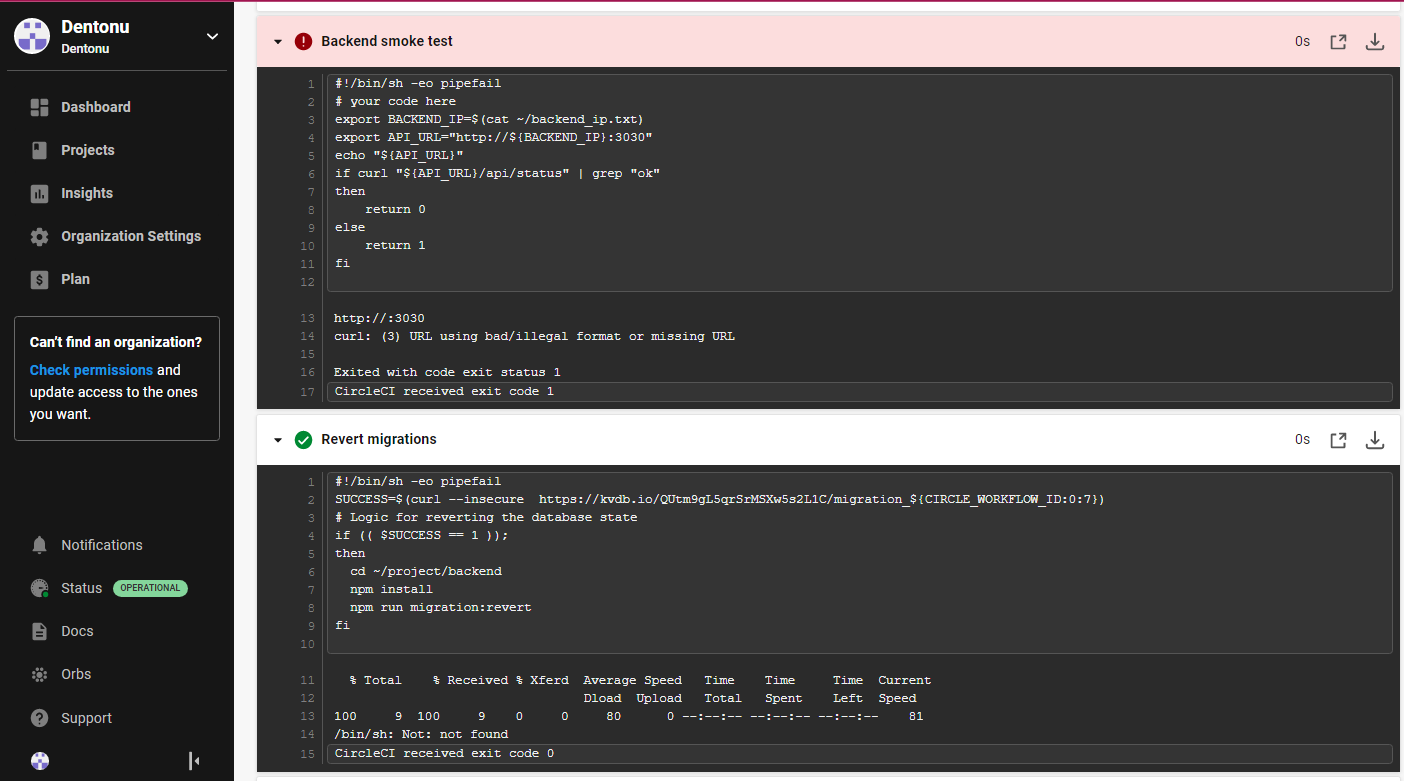 Dentonu
Dentonu
Dashboard
Projects
Insights
Organization Settings
Plan
Can't find an organization?
Check permissions and
update access to the ones
you want.
Notifications
Status OPERATIONAL
Docs
Orbs
Support
Backend smoke test 0s
1 #!/bin/sh -eo pipefail
2 # your code here
3 export BACKEND_IP=$(cat ~/backend_ip.txt)
4 export API_URL="http://${BACKEND_IP}:3030"
5 echo "${API_URL}"
6 if curl "${API_URL}/api/status" | grep "ok"
7 then
8     return 0
9 else
10     return 1
11 fi
12
13 http://:3030
14 curl: (3) URL using bad/illegal format or missing URL
15
16 Exited with code exit status 1
17 CircleCI received exit code 1
Revert migrations 0s
1 #!/bin/sh -eo pipefail
2 SUCCESS=$(curl --insecure  https://kvdb.io/QUtm9gL5qrSrMSXw5s2L1C/migration_${CIRCLE_WORKFLOW_ID:0:7})
3 # Logic for reverting the database state
4 if (( $SUCCESS == 1 ));
5 then
6   cd ~/project/backend
7   npm install
8   npm run migration:revert
9 fi
10
11   % Total    % Received % Xferd  Average Speed   Time    Time     Time  Current
12                                  Dload  Upload   Total   Spent    Left  Speed
13 100     9  100     9    0     0     80      0 --:--:-- --:--:-- --:--:--    81
14 /bin/sh: Not: not found
15 CircleCI received exit code 0